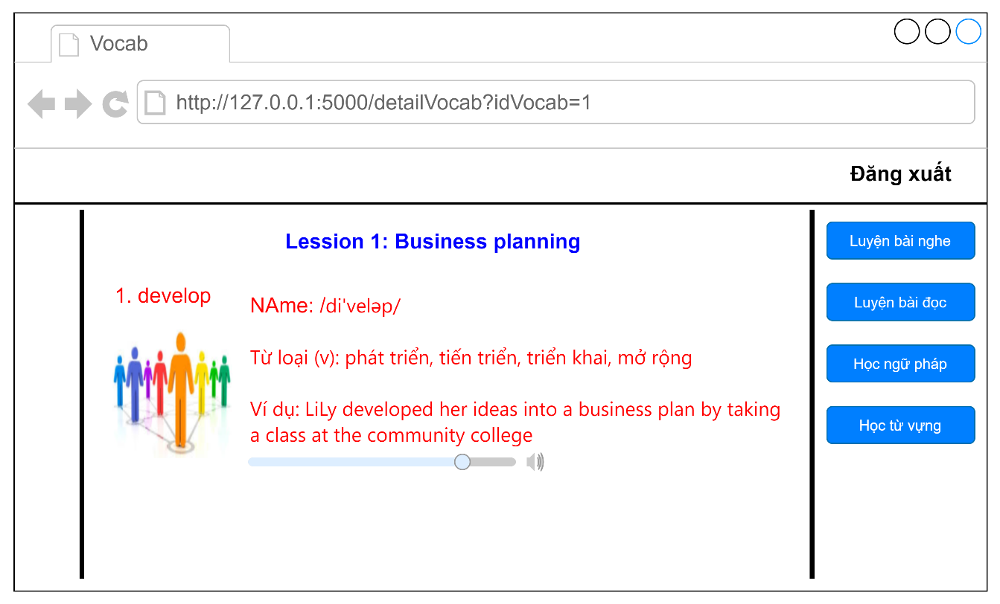 Vocab
http://127.0.0.1:5000/detailVocab?idVocab=1
Đăng xuất
Lession 1: Business planning
1. develop
NAme: /di'veləp/
Từ loại (v): phát triển, tiến triển, triển khai, mở rộng
Ví dụ: LiLy developed her ideas into a business plan by taking
a class at the community college
Luyện bài nghe
Luyện bài đọc
Học ngữ pháp
Học từ vựng